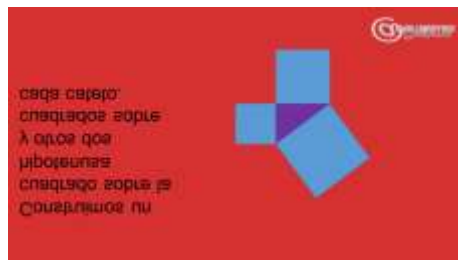 Construimos un
cuadrado sobre la
hipotenusa
y otros dos
cuadrados sobre
cada cateto.